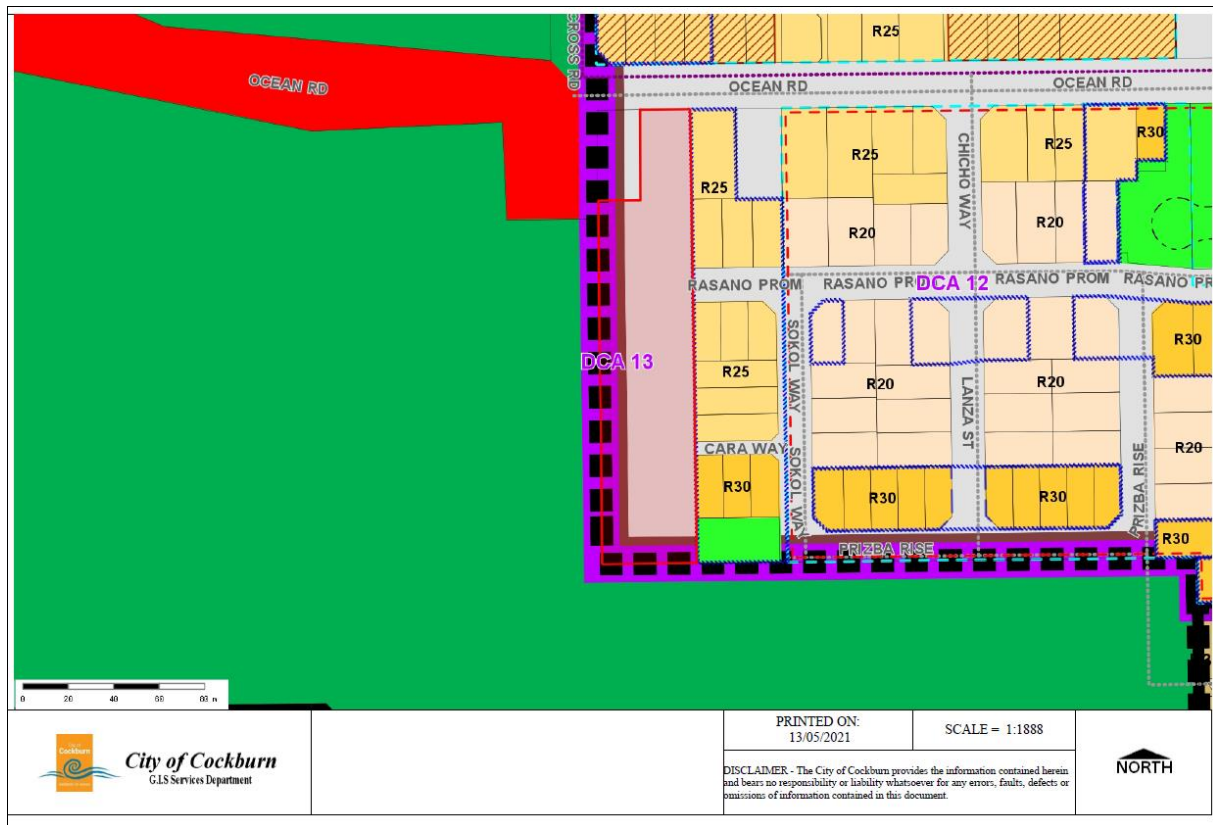 CROSS RD
R25
OCEAN RD
OCEAN RD
OCEAN RD
R25
CHICHO WAY
R25
R30
R25
R20
R20
RASANO PROM
RASANO PRO
DCA 12
RASANO PROM
RASANO PR
DCA 13
R25
SOKOL WAY
R20
LANZA ST
R20
R30
R20
CARA WAY
R30
SOKOL WAY
R30
R30
PRIZBA RISE
R30
PRIZBA RISE
0 20 40 60 80 m
City of
Cockburn
City of Cockburn
G.I.S Services Department
PRINTED ON:
13/05/2021
SCALE = 1:1888
DISCLAIMER - The City of Cockburn provides the information contained herein
and bears no responsibility or liability whatsoever for any errors, faults, defects or
omissions of information contained in this document.
NORTH